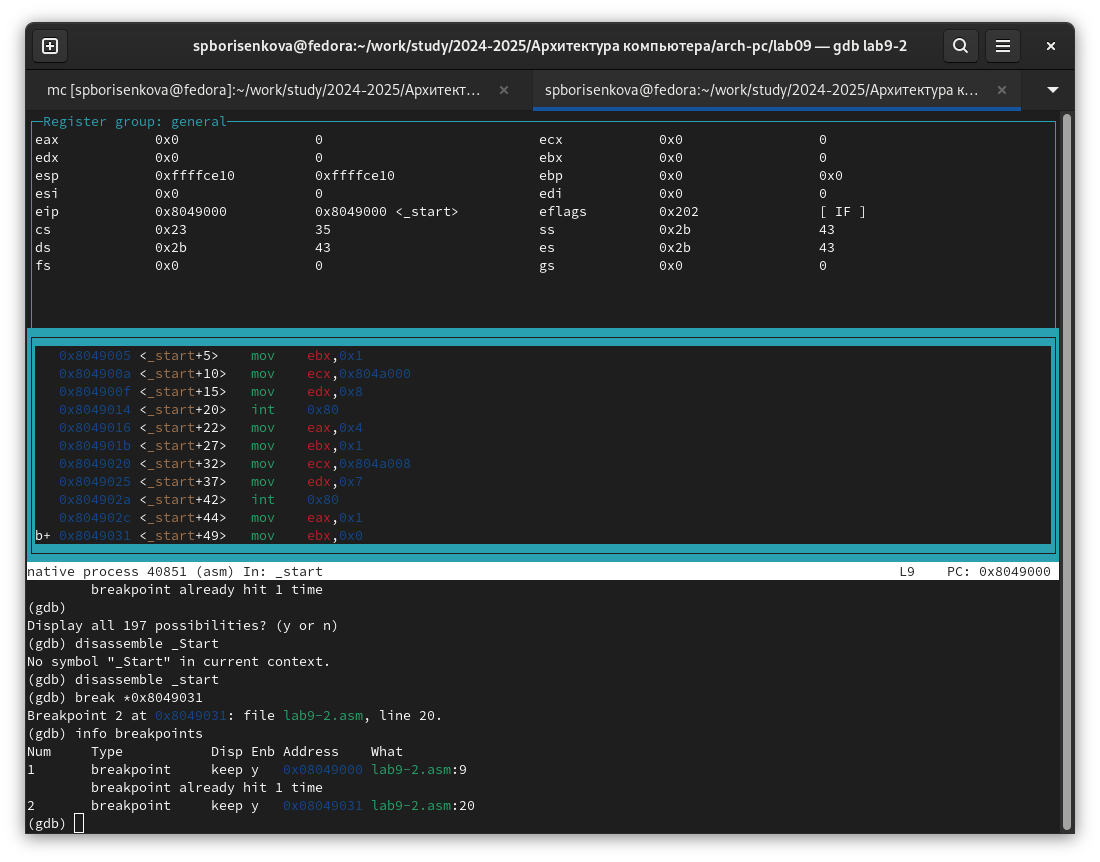 spborisenkova@fedora:~/work/study/2024-2025/Архитектура компьютера/arch-pc/lab09 — gdb lab9-2
mc [spborisenkova@fedora]:~/work/study/2024-2025/Архитект…
spborisenkova@fedora:~/work/study/2024-2025/Архитектура к…
Register group: general
eax 0x0 0 ecx 0x0 0
edx 0x0 0 ebx 0x0 0
esp 0xffffce10 0xffffce10 ebp 0x0 0x0
esi 0x0 0 edi 0x0 0
eip 0x8049000 0x8049000 <_start> eflags 0x202 [ IF ]
cs 0x23 35 ss 0x2b 43
ds 0x2b 43 es 0x2b 43
fs 0x0 0 gs 0x0 0
0x8049005 <_start+5> mov ebx,0x1
0x804900a <_start+10> mov ecx,0x804a000
0x804900f <_start+15> mov edx,0x8
0x8049014 <_start+20> int 0x80
0x8049016 <_start+22> mov eax,0x4
0x804901b <_start+27> mov ebx,0x1
0x8049020 <_start+32> mov ecx,0x804a008
0x8049025 <_start+37> mov edx,0x7
0x804902a <_start+42> int 0x80
0x804902c <_start+44> mov eax,0x1
b+ 0x8049031 <_start+49> mov ebx,0x0
native process 40851 (asm) In: _start L9 PC: 0x8049000
breakpoint already hit 1 time
(gdb)
Display all 197 possibilities? (y or n)
(gdb) disassemble _Start
No symbol "_Start" in current context.
(gdb) disassemble _start
(gdb) break *0x8049031
Breakpoint 2 at 0x8049031: file lab9-2.asm, line 20.
(gdb) info breakpoints
Num Type Disp Enb Address What
1 breakpoint keep y 0x08049000 lab9-2.asm:9
breakpoint already hit 1 time
2 breakpoint keep y 0x08049031 lab9-2.asm:20
(gdb)